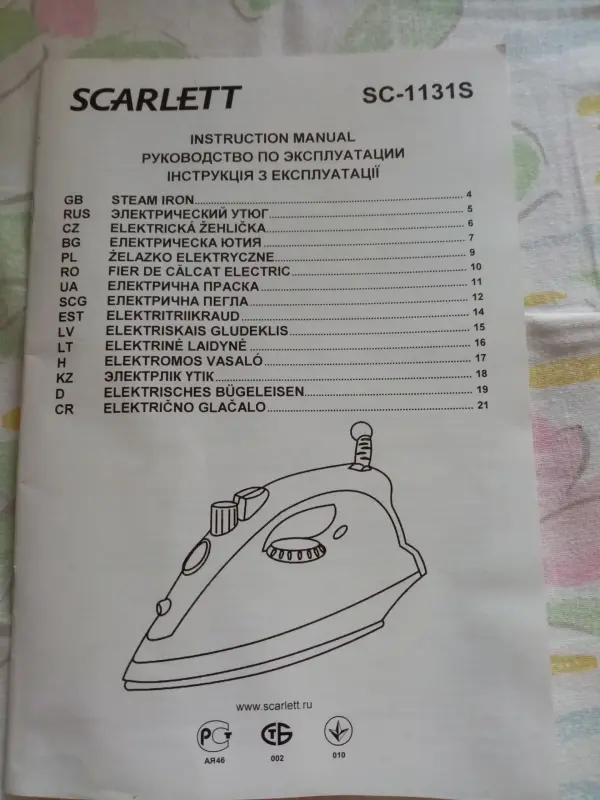 SCARLETT SC-1131S
INSTRUCTION MANUAL
РУКОВОДСТВО ПО ЭКСПЛУАТАЦИИ
ІНСТРУКЦІЯ З ЕКСПЛУАТАЦІЇ
GB STEAM IRON 4
RUS ЭЛЕКТРИЧЕСКИЙ УТЮГ 5
CZ ELEKTRICKÁ ŽEHLIČKA 6
BG ЕЛЕКТРИЧЕСКА ЮТИЯ 7
PL ŻELAZKO ELEKTRYCZNE 9
RO FIER DE CĂLCAT ELECTRIC 10
UA ЕЛЕКТРИЧНА ПРАСКА 11
SCG ЕЛЕКТРИЧНА ПЕГЛА 12
EST ELEKTRITRIIKRAUD 14
LV ELEKTRISKAIS GLUDEKLIS 15
LT ELEKTRINĖ LAIDYNĖ 16
H ELEKTROMOS VASALÓ 17
KZ ЭЛЕКТРЛІК YТІК 18
D ELEKTRISCHES BÜGELEISEN 19
CR ELEKTRIČNO GLAČALO 21
www.scarlett.ru
АЯ46 002 010